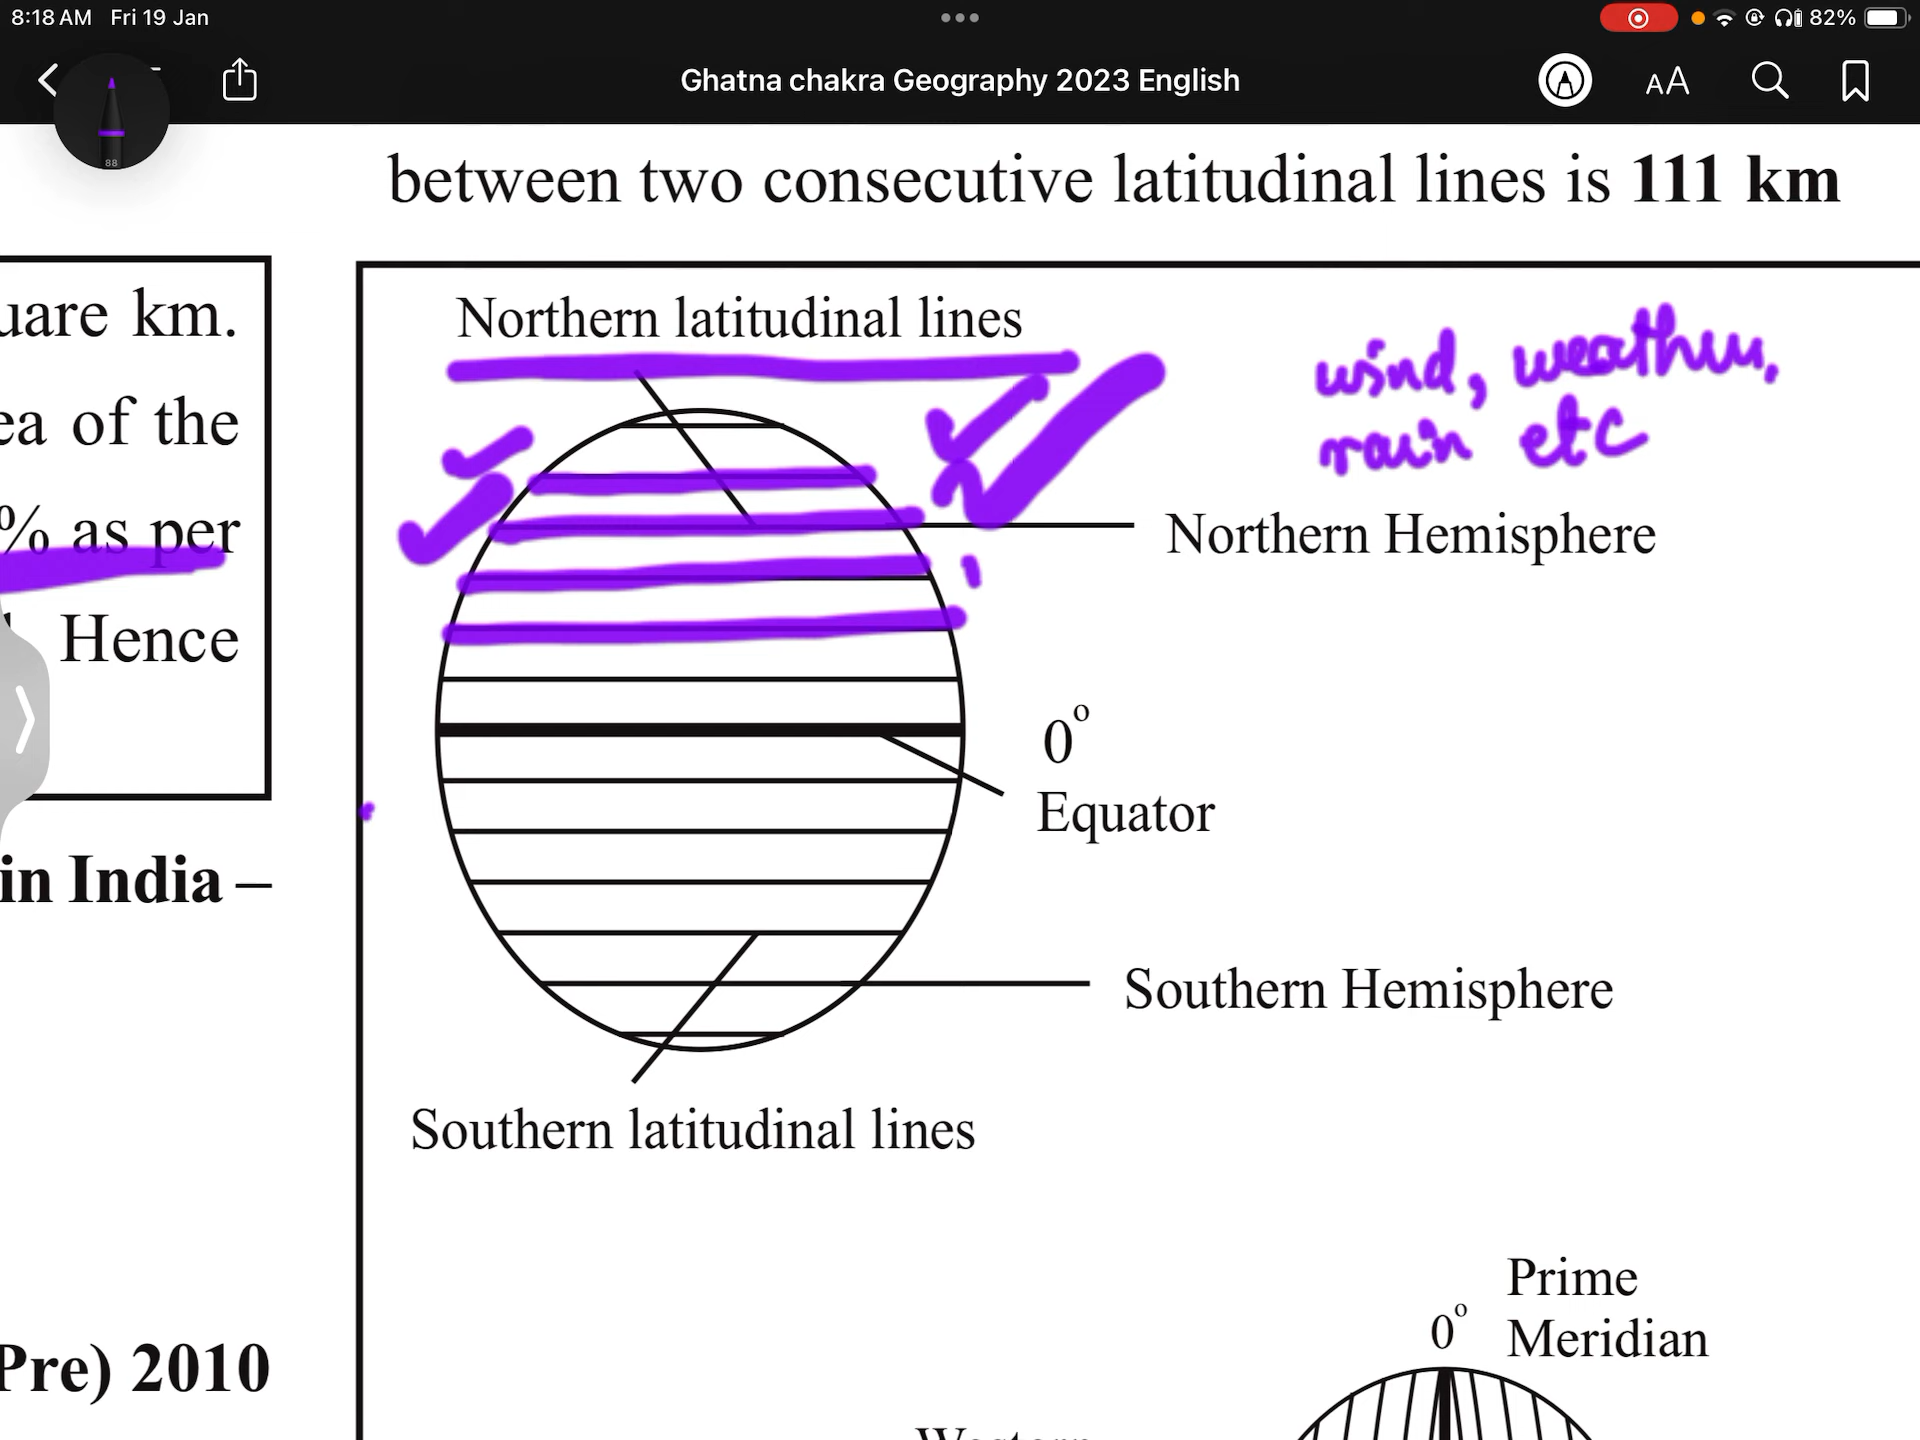 8:18 AM Fri 19 Jan
82%
Ghatna chakra Geography 2023 English
AA
88
between two consecutive latitudinal lines is 111 km
uare km.
ea of the
% as per
Hence
in India –
Pre) 2010
Northern latitudinal lines
wind, weather,
rain etc
Northern Hemisphere
0°
Equator
Southern Hemisphere
Southern latitudinal lines
Prime
0° Meridian